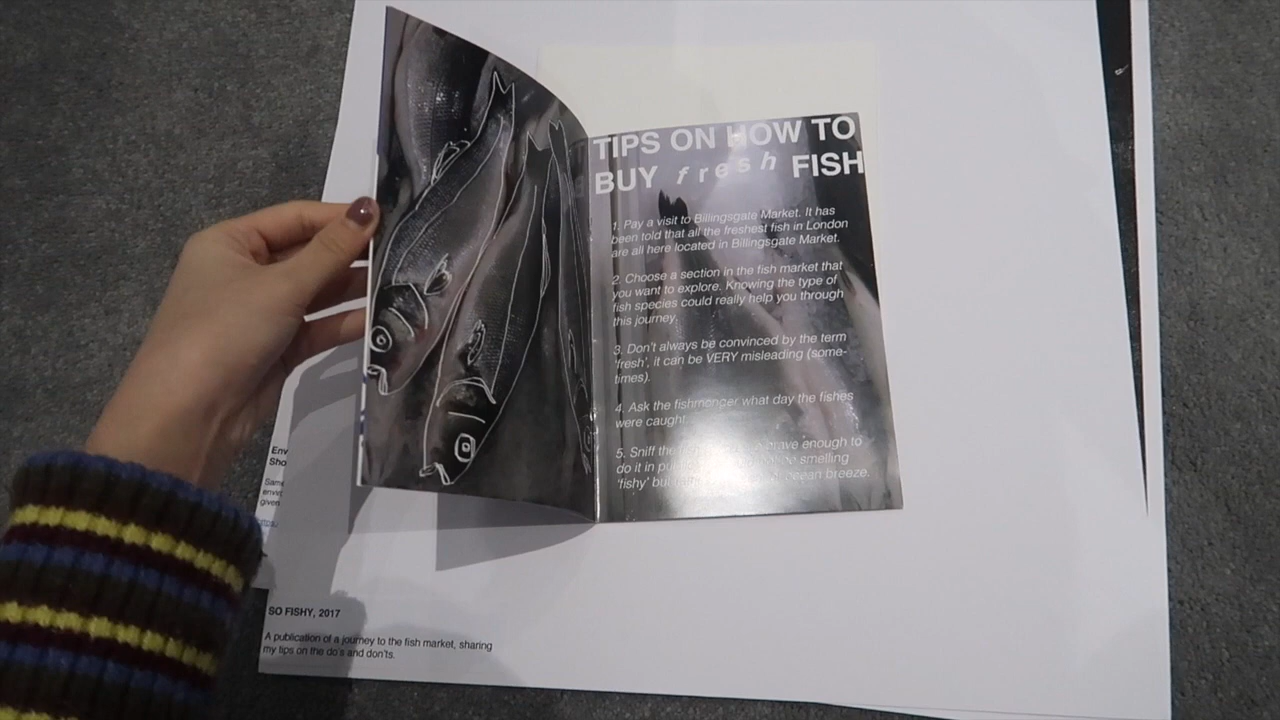 TIPS ON HOW TO
BUY fresh FISH
1. Pay a visit to Billingsgate Market. It has
been told that all the freshest fish in London
are all here located in Billingsgate Market.
2. Choose a section in the fish market that
you want to explore. Knowing the type of
fish species could really help you through
this journey.
3. Don't always be convinced by the term
'fresh', it can be VERY misleading (some-
times).
4. Ask the fishmonger what day the fishes
were caught.
5. Sniff the brave enough to
do it in smelling
'fishy' but ocean breeze.
Env
Sho
Same
envir
given
SO FISHY, 2017
A publication of a journey to the fish market, sharing
my tips on the do's and don'ts.